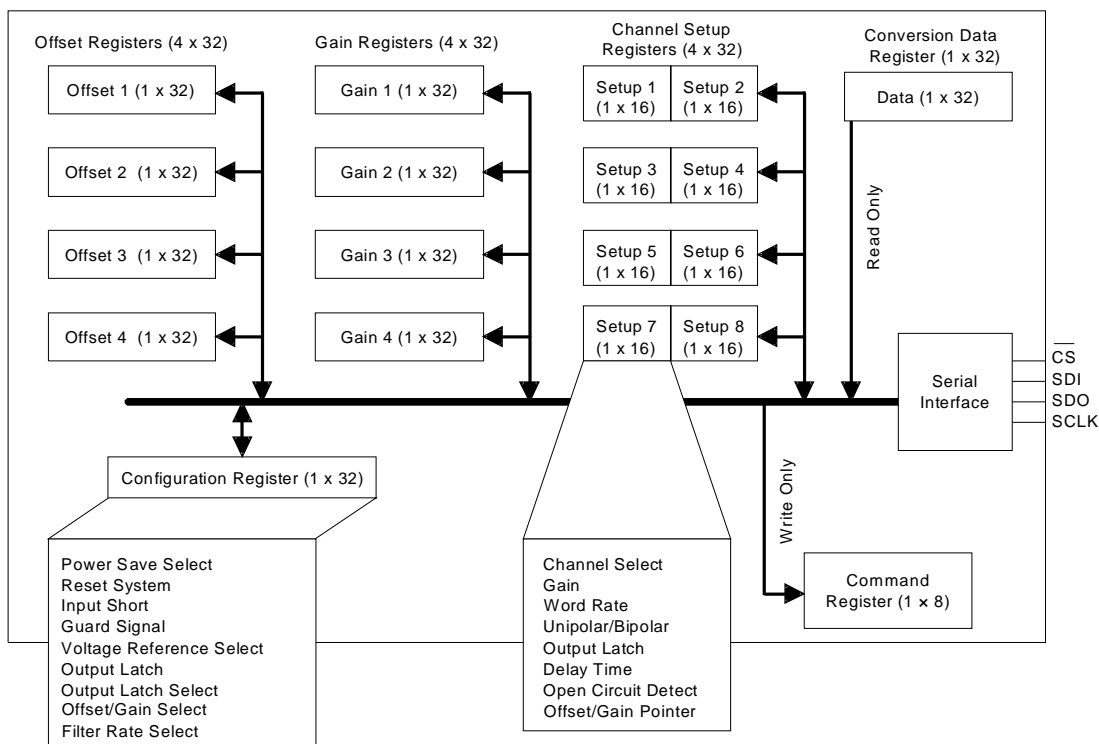 Offset Registers (4 x 32)
Offset 1 (1 x 32)
Offset 2 (1 x 32)
Offset 3 (1 x 32)
Offset 4 (1 x 32)
Gain Registers (4 x 32)
Gain 1 (1 x 32)
Gain 2 (1 x 32)
Gain 3 (1 x 32)
Gain 4 (1 x 32)
Channel Setup
Registers (4 x 32)
Setup 1
(1 x 16)
Setup 2
(1 x 16)
Setup 3
(1 x 16)
Setup 4
(1 x 16)
Setup 5
(1 x 16)
Setup 6
(1 x 16)
Setup 7
(1 x 16)
Setup 8
(1 x 16)
Conversion Data
Register (1 x 32)
Data (1 x 32)
Read Only
Serial
Interface
CS
SDI
SDO
SCLK
Configuration Register (1 x 32)
Power Save Select
Reset System
Input Short
Guard Signal
Voltage Reference Select
Output Latch
Output Latch Select
Offset/Gain Select
Filter Rate Select
Channel Select
Gain
Word Rate
Unipolar/Bipolar
Output Latch
Delay Time
Open Circuit Detect
Offset/Gain Pointer
Write Only
Command
Register (1 × 8)